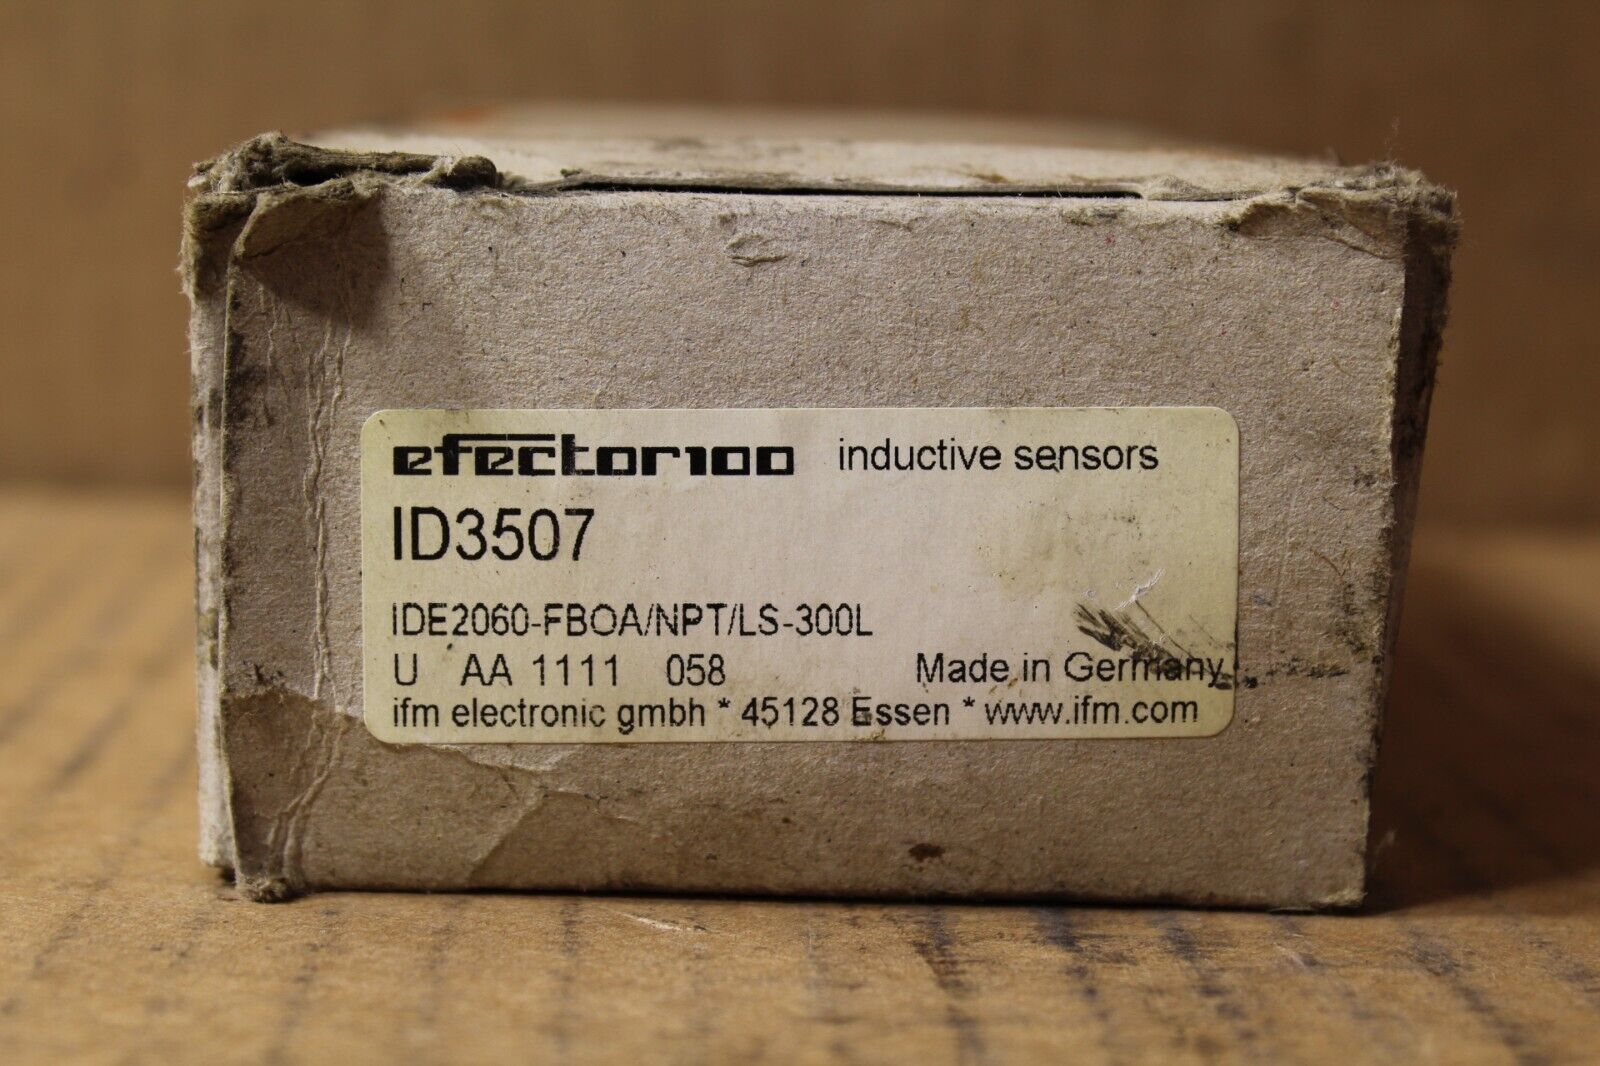 efector100 inductive sensors
ID3507
IDE2060-FBOA/NPT/LS-300L
U AA 1111 058 Made in Germany
ifm electronic gmbh * 45128 Essen * www.ifm.com